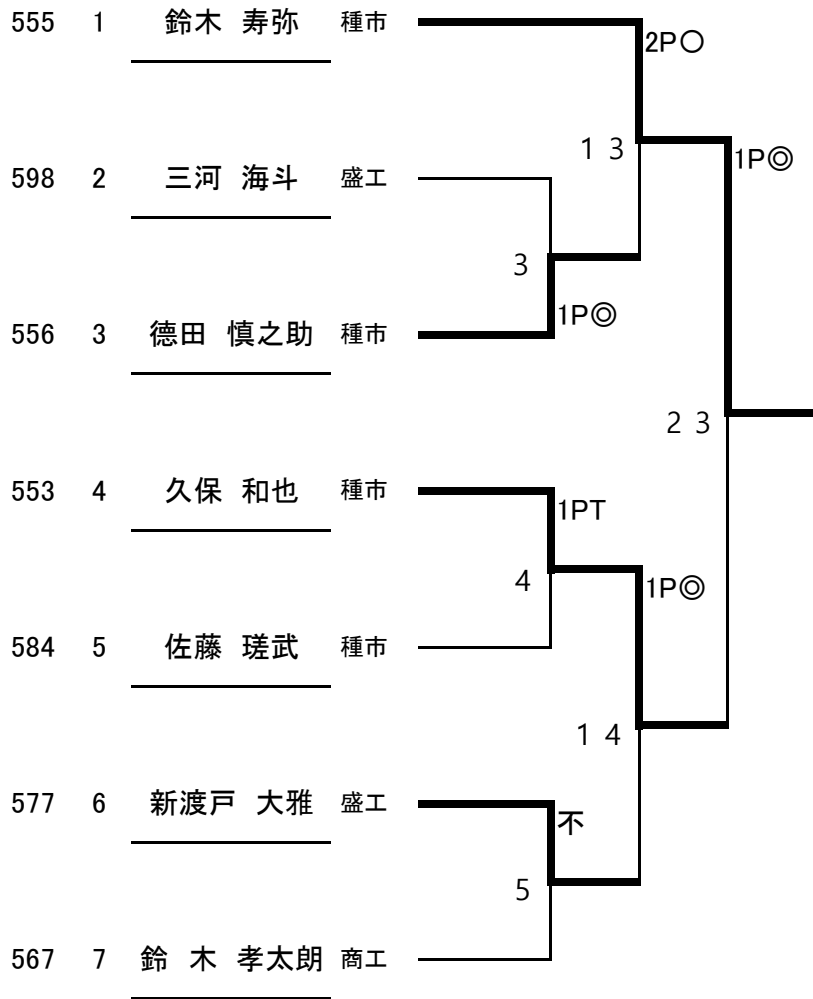 555 1 鈴木 寿弥 種市
2P○
1 3
1P◎
598 2 三河 海斗 盛工
3
1P◎
556 3 德田 慎之助 種市
2 3
553 4 久保 和也 種市
1PT
4
1P◎
584 5 佐藤 瑳武 種市
1 4
577 6 新渡戸 大雅 盛工
不
5
567 7 鈴 木 孝太朗 商工